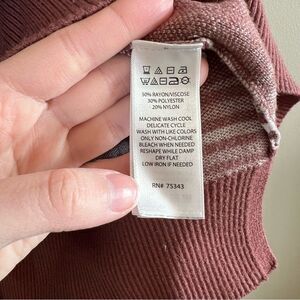 50% RAYON/VISCOSE
30% POLYESTER
20% NYLON
MACHINE WASH COOL
DELICATE CYCLE
WASH WITH LIKE COLORS
ONLY NON-CHLORINE
BLEACH WHEN NEEDED
RESHAPE WHILE DAMP
DRY FLAT
LOW IRON IF NEEDED
RN# 75343